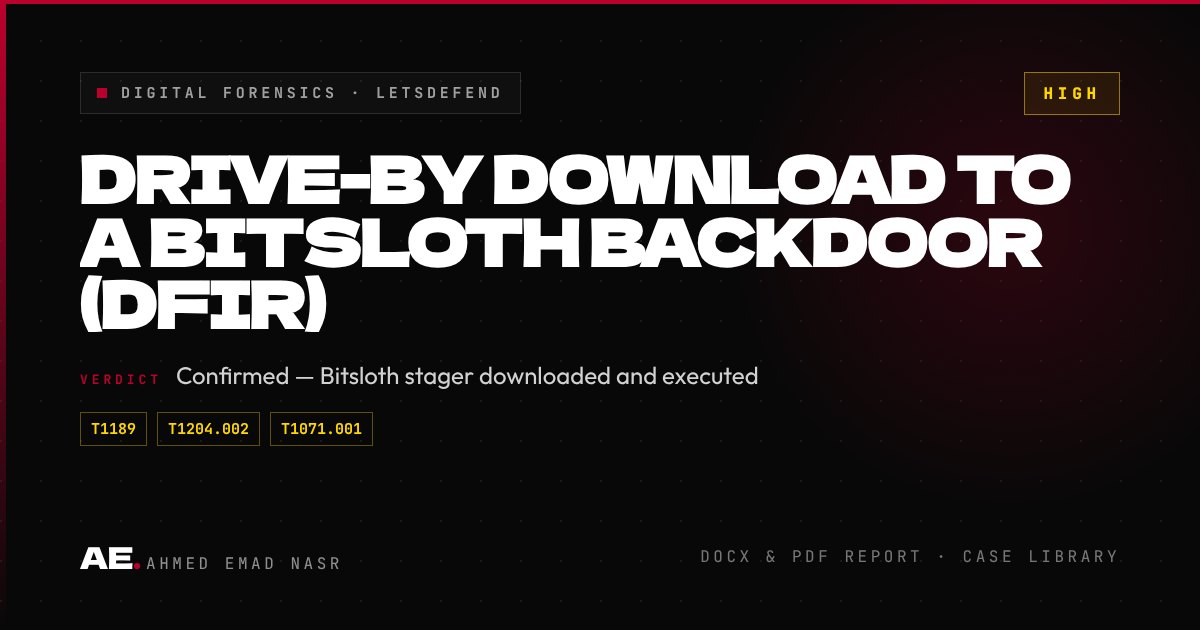 DIGITAL FORENSICS · LETSDEFEND
HIGH
DRIVE-BY DOWNLOAD TO
A BITSLOTH BACKDOOR
(DFIR)
VERDICT Confirmed — Bitsloth stager downloaded and executed
T1189 T1204.002 T1071.001
AE. AHMED EMAD NASR
DOCX & PDF REPORT · CASE LIBRARY